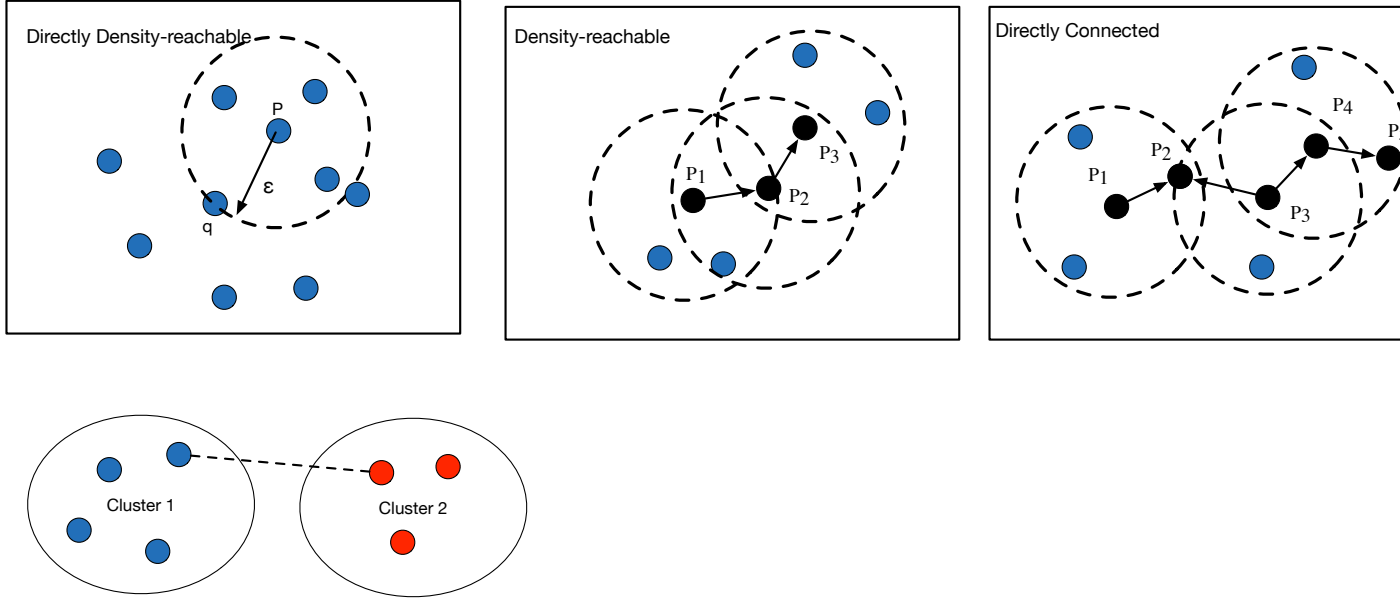 Directly Density-reachable
P
ε
q
Density-reachable
P1
P2
P3
Directly Connected
P1
P2
P3
P4
Cluster 1
Cluster 2